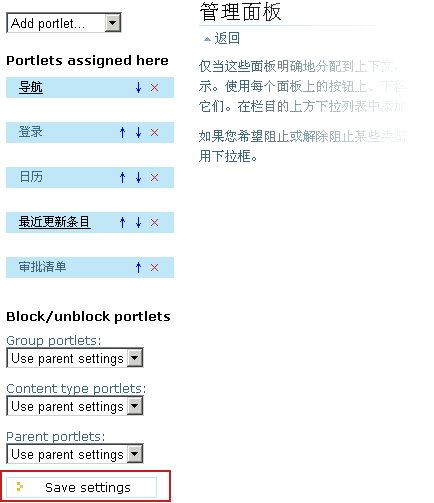 Add portlet...
Portlets assigned here
导航
登录
日历
最近更新条目
审批清单
Block/unblock portlets
Group portlets:
Use parent settings
Content type portlets:
Use parent settings
Parent portlets:
Use parent settings
Save settings
管理面板
返回
仅当这些面板明确地分配到上下文,
示。使用每个面板上的按钮上、下移
它们。在栏目的上方下拉列表中添加
如果您希望阻止或解除阻止某些类型
用下拉框。